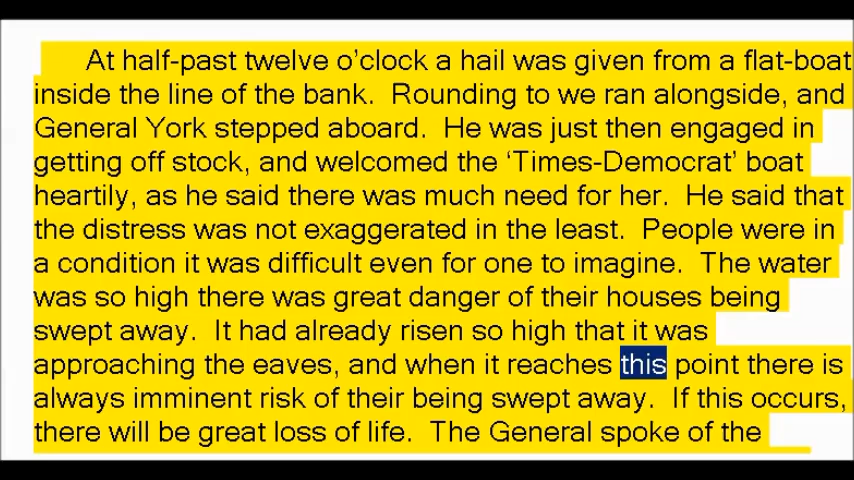 At half-past twelve o’clock a hail was given from a flat-boat
inside the line of the bank.  Rounding to we ran alongside, and
General York stepped aboard.  He was just then engaged in
getting off stock, and welcomed the ‘Times-Democrat’ boat
heartily, as he said there was much need for her.  He said that
the distress was not exaggerated in the least.  People were in
a condition it was difficult even for one to imagine.  The water
was so high there was great danger of their houses being
swept away.  It had already risen so high that it was
approaching the eaves, and when it reaches this point there is
always imminent risk of their being swept away.  If this occurs,
there will be great loss of life.  The General spoke of the